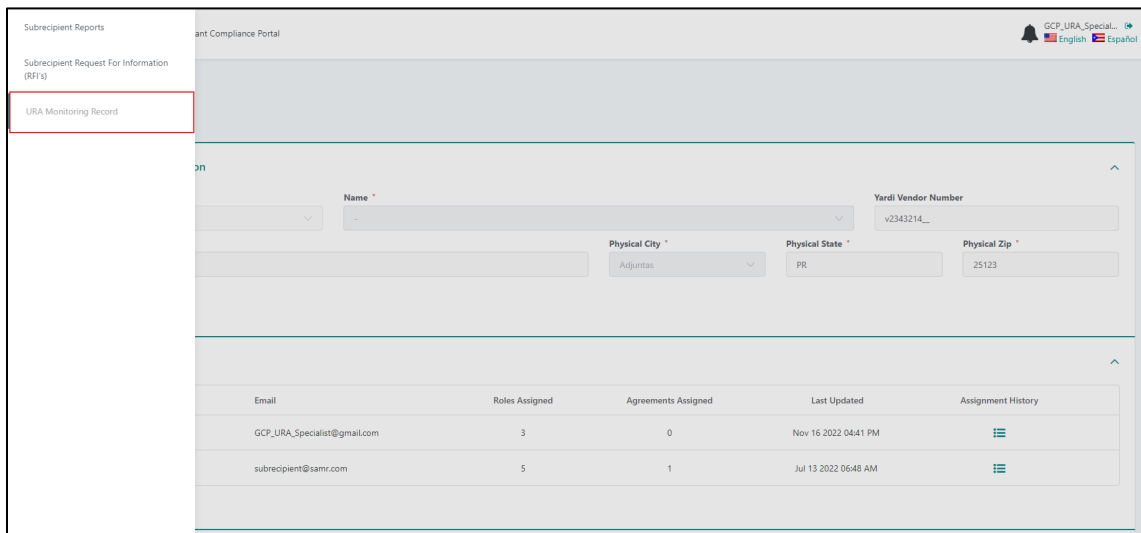 Subrecipient Reports
Subrecipient Request For Information
(RFI's)
URA Monitoring Record
ant Compliance Portal
GCP_URA_Special...
English Español
on
Name *
Yardi Vendor Number
-
v2343214__
Physical City *
Physical State *
Physical Zip *
Adjuntas
PR
25123
Email
Roles Assigned
Agreements Assigned
Last Updated
Assignment History
GCP_URA_Specialist@gmail.com
3
0
Nov 16 2022 04:41 PM
subrecipient@samr.com
5
1
Jul 13 2022 06:48 AM